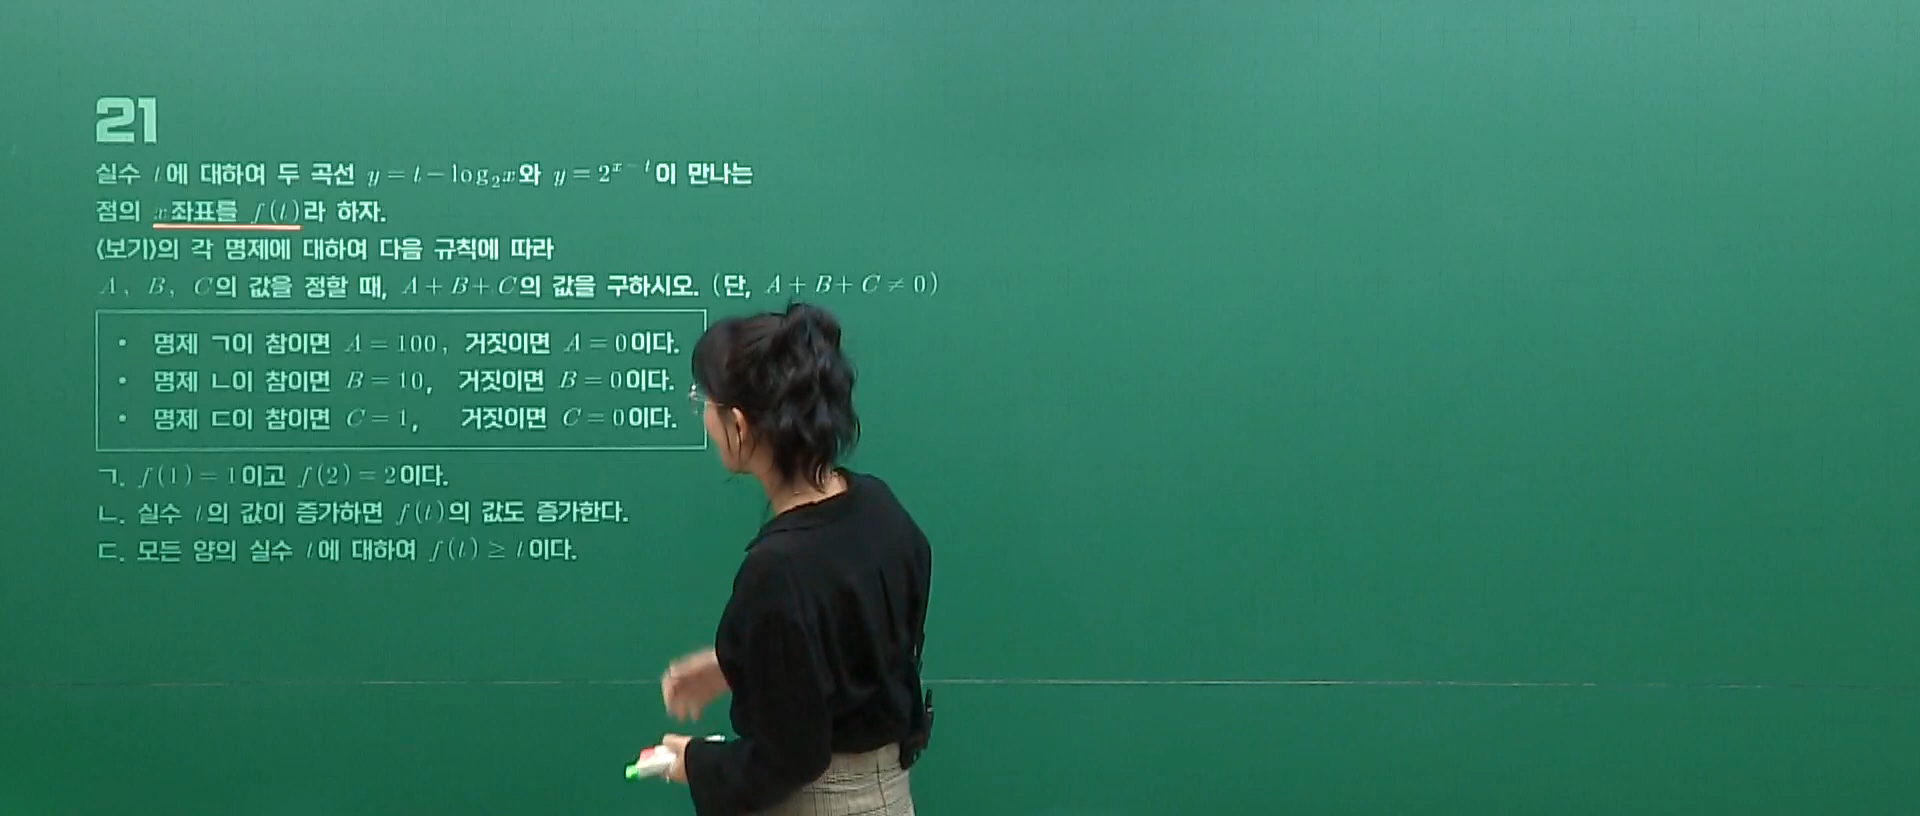 21
실수 t에 대하여 두 곡선 y = t − log₂x와 y = 2^{x−t}이 만나는
점의 x좌표를 f(t)라 하자.
〈보기〉의 각 명제에 대하여 다음 규칙에 따라
A, B, C의 값을 정할 때, A + B + C의 값을 구하시오. (단, A + B + C ≠ 0)
• 명제 ㄱ이 참이면 A = 100, 거짓이면 A = 0이다.
• 명제 ㄴ이 참이면 B = 10, 거짓이면 B = 0이다.
• 명제 ㄷ이 참이면 C = 1, 거짓이면 C = 0이다.
ㄱ. f(1) = 1이고 f(2) = 2이다.
ㄴ. 실수 t의 값이 증가하면 f(t)의 값도 증가한다.
ㄷ. 모든 양의 실수 t에 대하여 f(t) ≥ t이다.